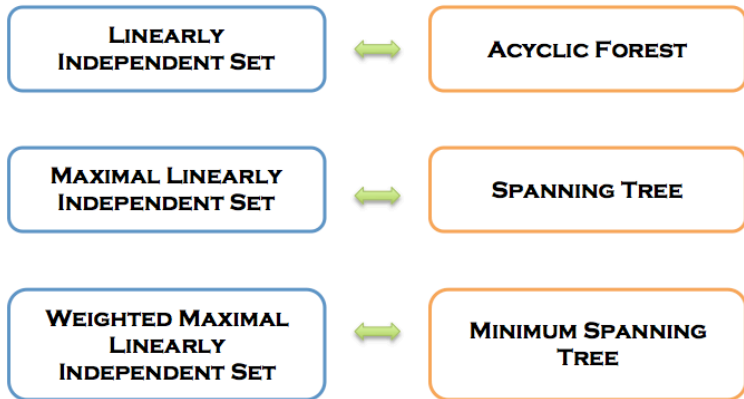 LINEARLY
INDEPENDENT SET
ACYCLIC FOREST
MAXIMAL LINEARLY
INDEPENDENT SET
SPANNING TREE
WEIGHTED MAXIMAL
LINEARLY
INDEPENDENT SET
MINIMUM SPANNING
TREE